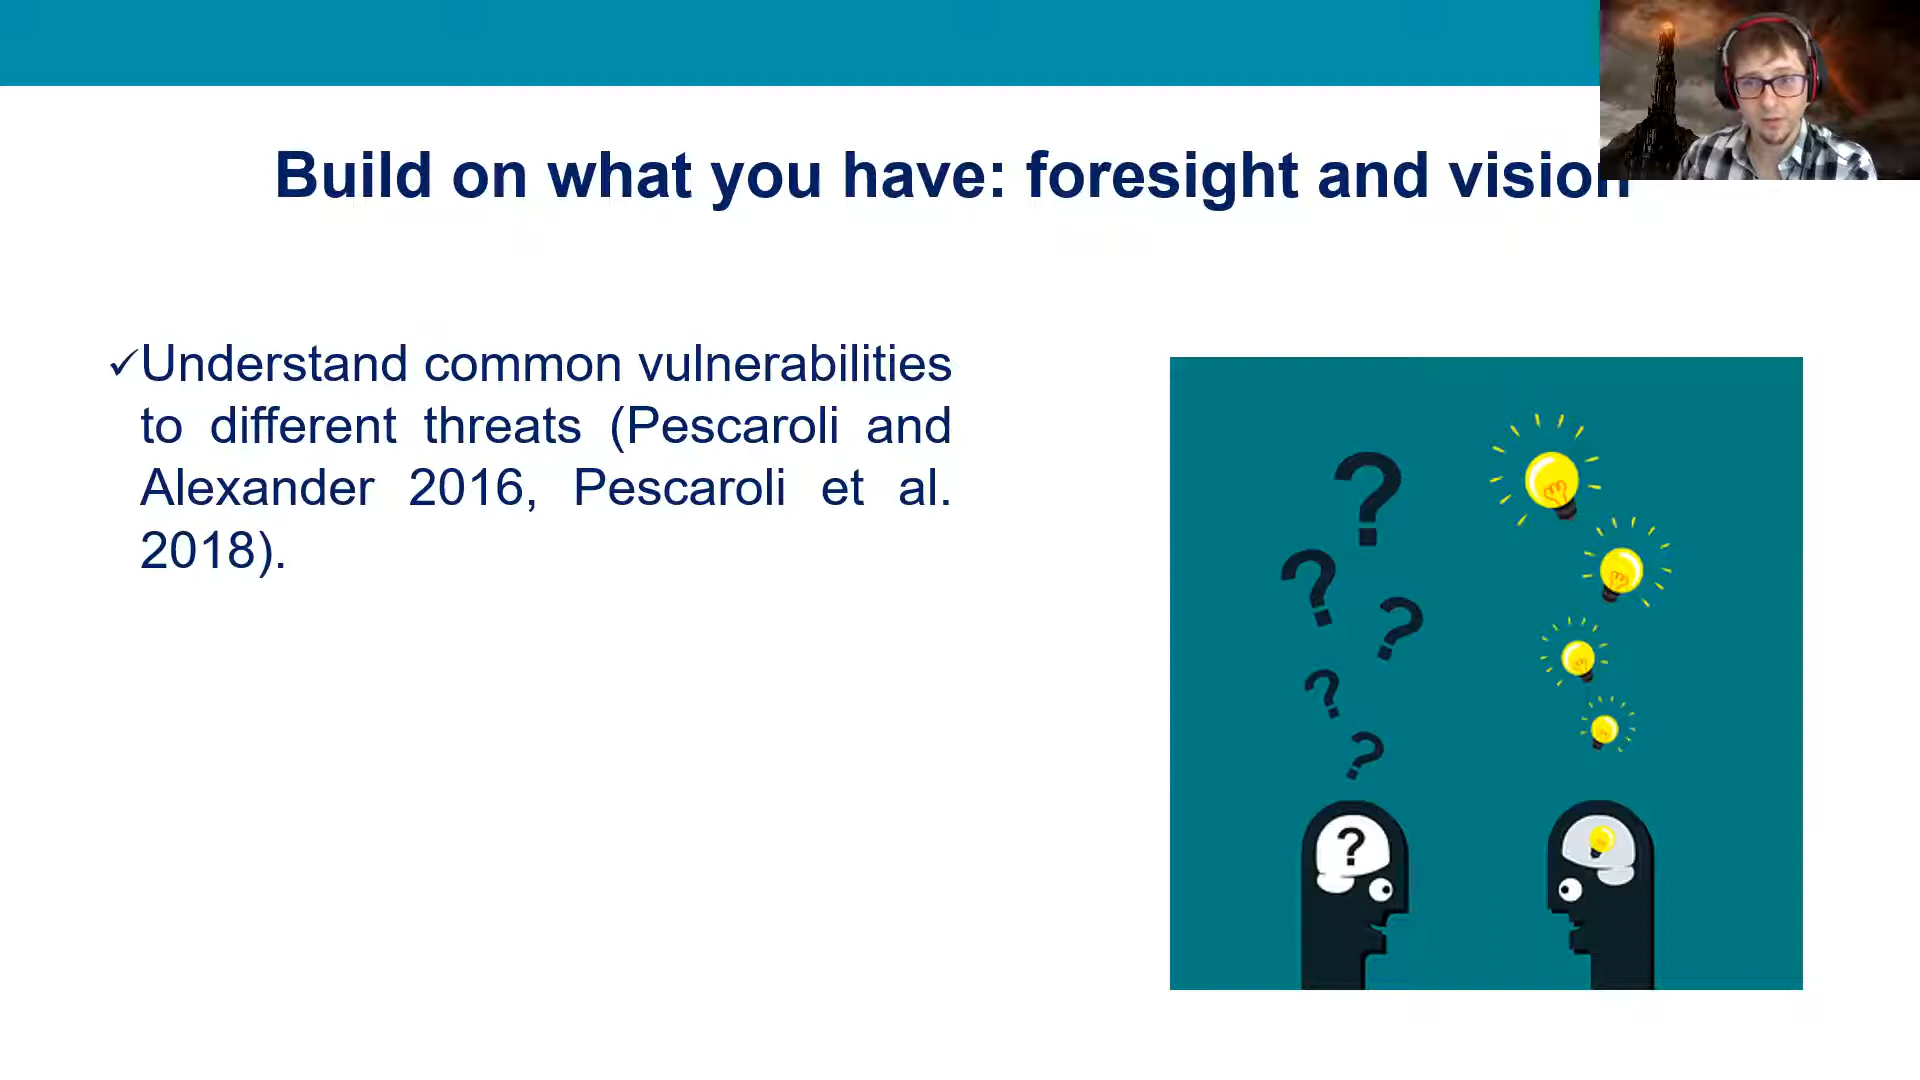 Build on what you have: foresight and vision
✓Understand common vulnerabilities
to different threats (Pescaroli and
Alexander 2016, Pescaroli et al.
2018).
?
?
?
?
?
?